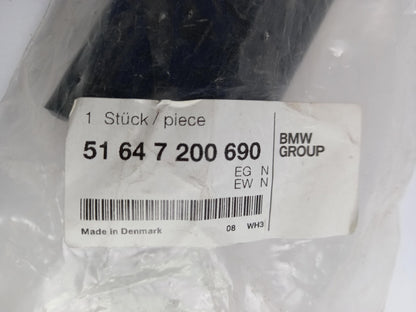 1 Stück / piece
51 64 7 200 690
EG N
EW N
BMW
GROUP
Made in Denmark
08 WH3